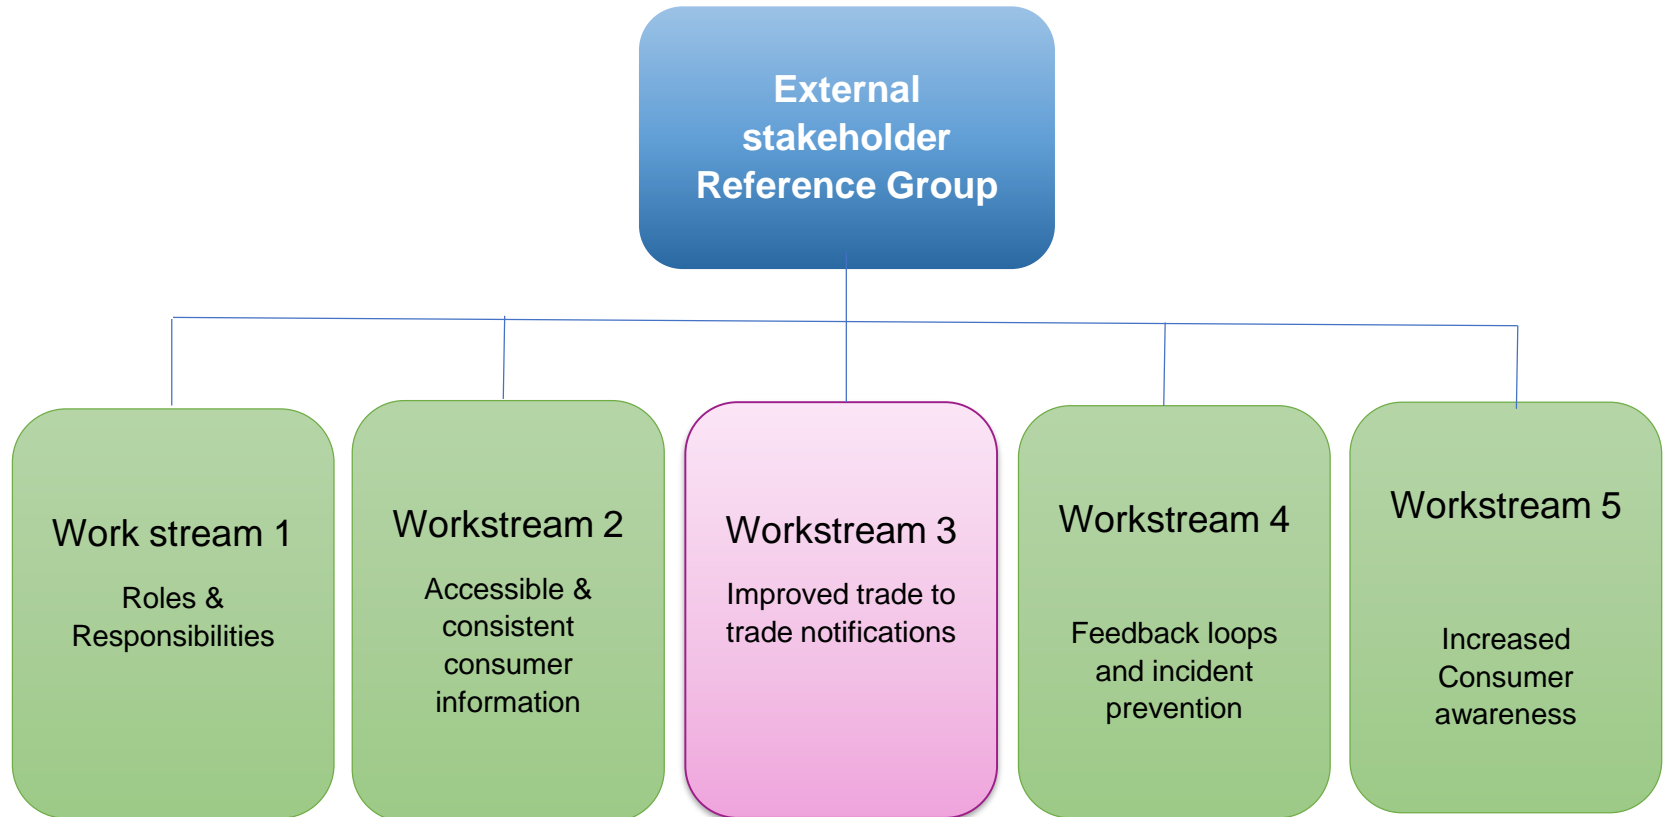 External
stakeholder
Reference Group
Work stream 1
Roles &
Responsibilities
Workstream 2
Accessible &
consistent
consumer
information
Workstream 3
Improved trade to
trade notifications
Workstream 4
Feedback loops
and incident
prevention
Workstream 5
Increased
Consumer
awareness